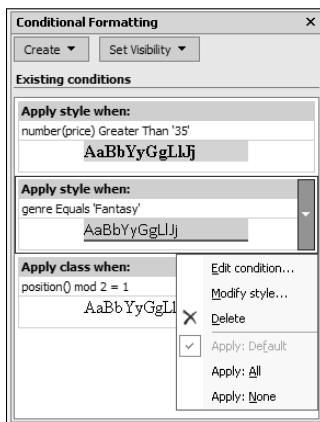 Conditional Formatting
Create Set Visibility
Existing conditions
Apply style when:
number(price) Greater Than '35'
AaBbYyGgLlJj
Apply style when:
genre Equals 'Fantasy'
AaBbYyGgLlJj
Apply class when:
position() mod 2 = 1
AaBbYyGgLl
Edit condition...
Modify style...
Delete
Apply: Default
Apply: All
Apply: None